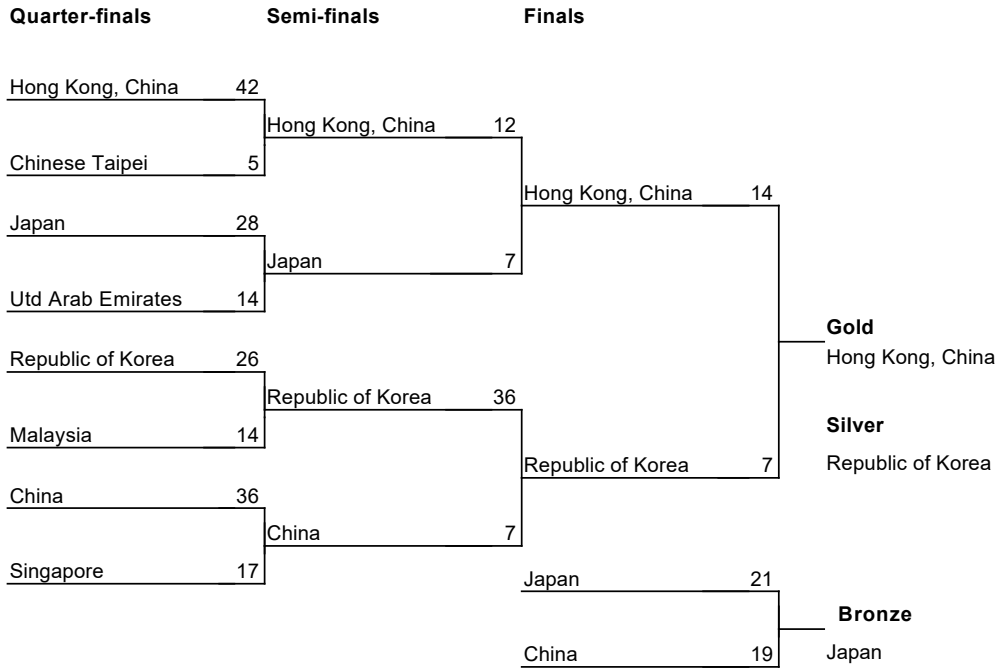 Quarter-finals Semi-finals Finals
Hong Kong, China 42
Hong Kong, China 12
Chinese Taipei 5
Hong Kong, China 14
Japan 28
Japan 7
Utd Arab Emirates 14
Gold
Hong Kong, China
Republic of Korea 26
Republic of Korea 36
Silver
Malaysia 14
Republic of Korea 7
Republic of Korea
China 36
China 7
Singapore 17
Japan 21
Bronze
China 19
Japan